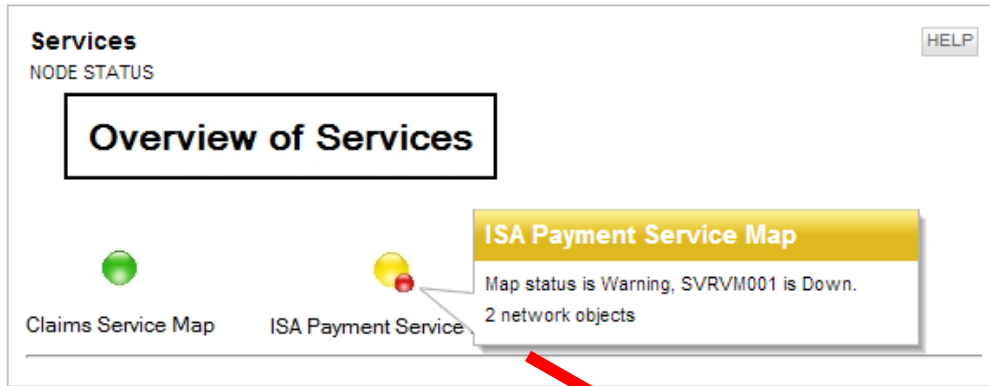 Services
HELP
NODE STATUS
Overview of Services
ISA Payment Service Map
Map status is Warning, SVRVM001 is Down.
2 network objects
Claims Service Map
ISA Payment Service